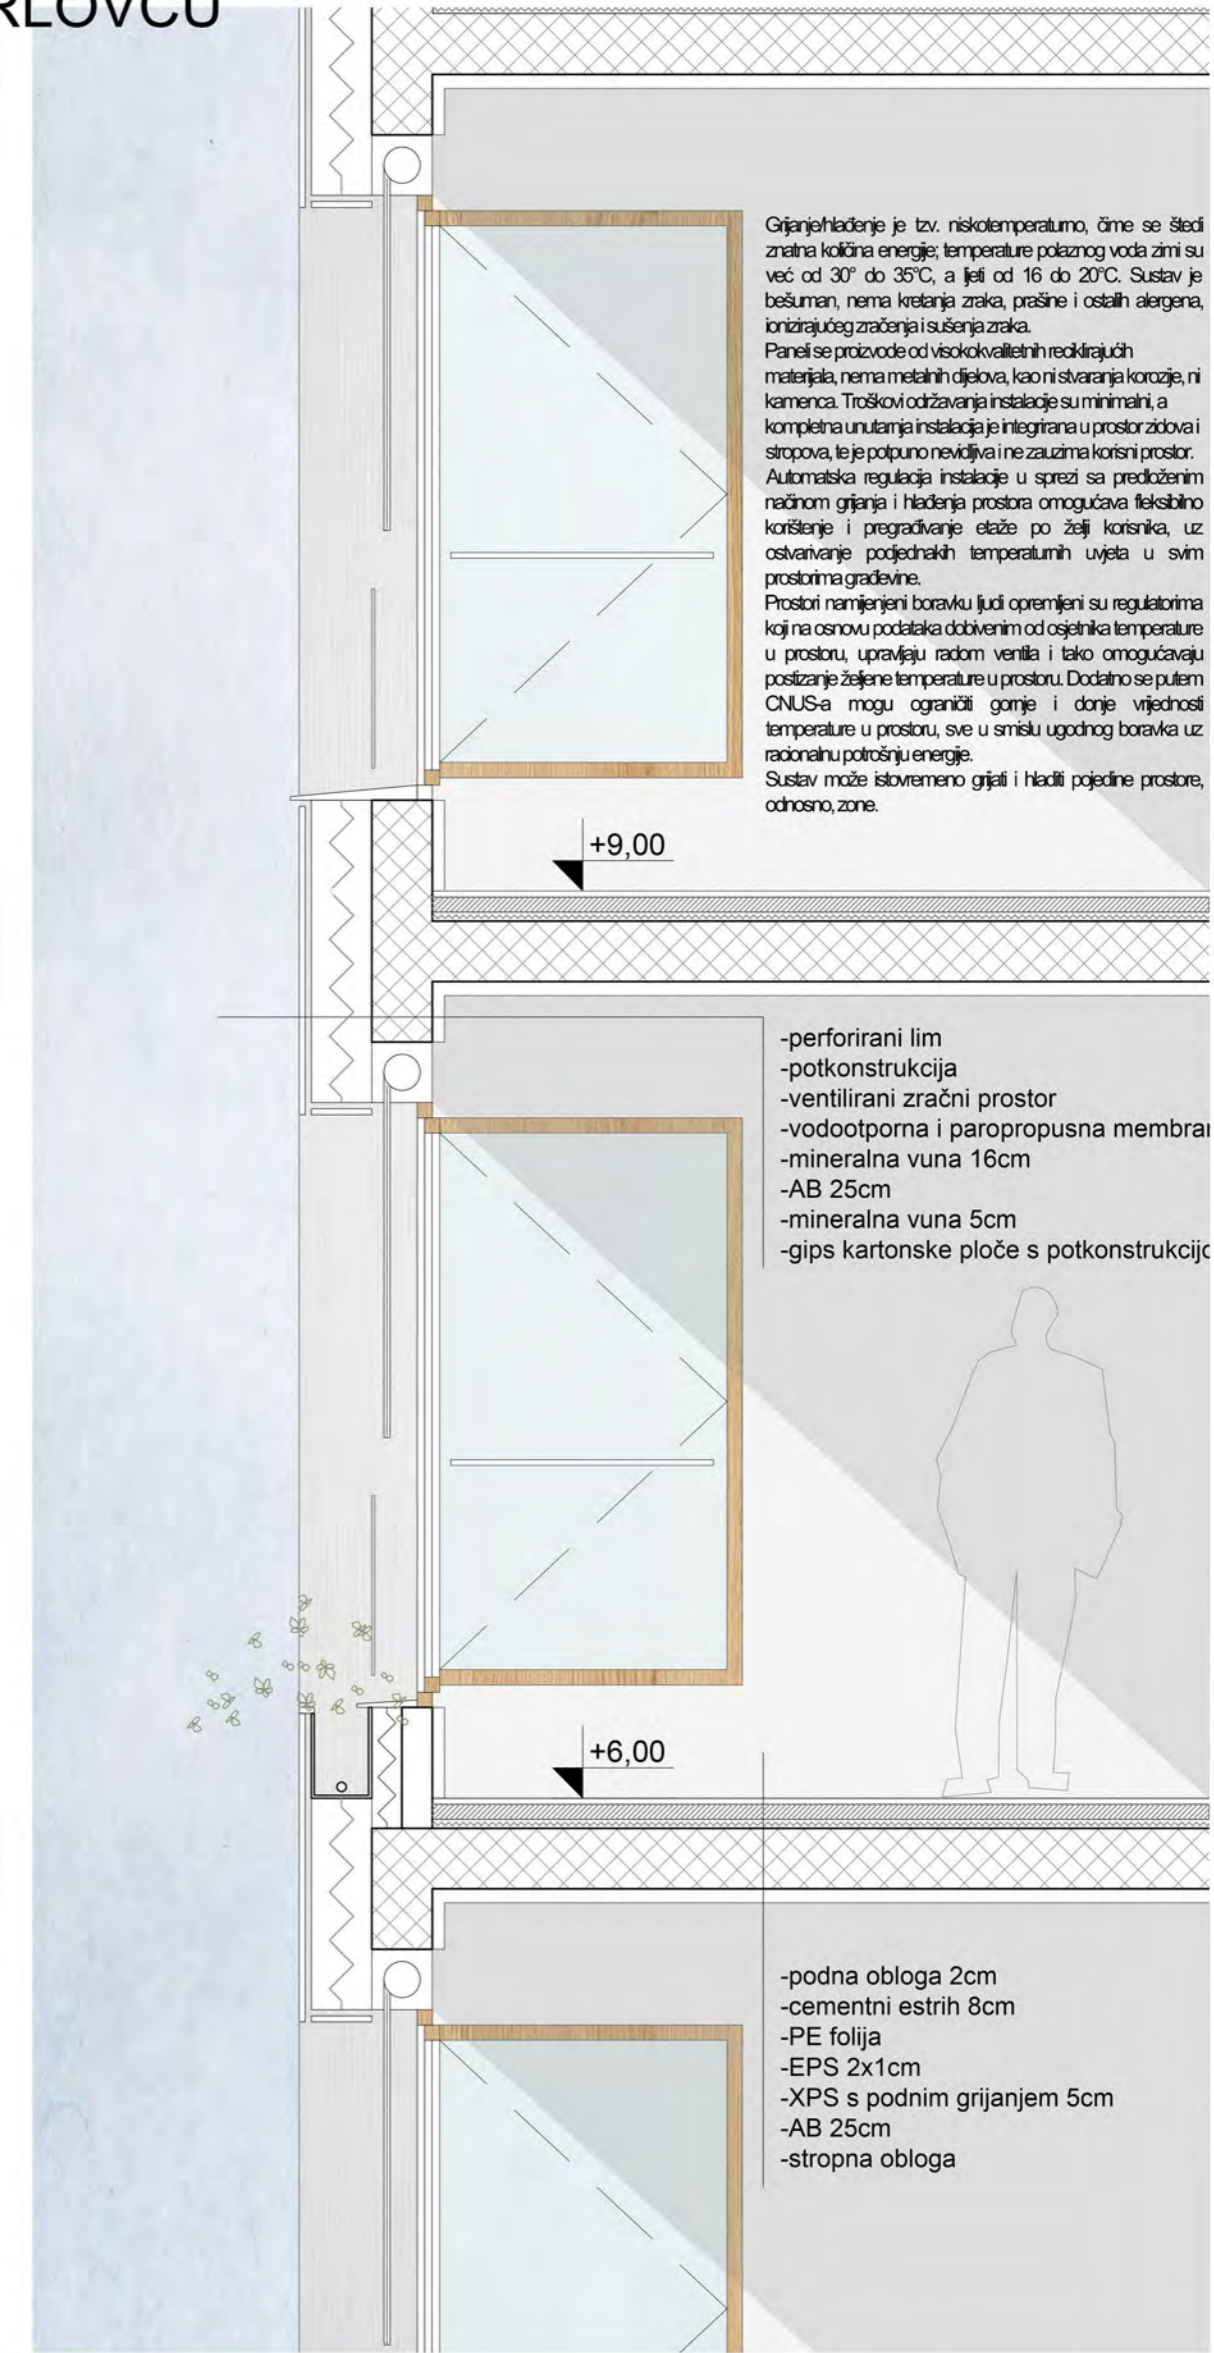 RLOVCU
Grijanje/hlađenje je tzv. niskotemperaturno, čime se štedi
znatna količina energije; temperature polaznog voda zimi su
već od 30° do 35°C, a ljeti od 16 do 20°C. Sustav je
bešuman, nema kretanja zraka, prašine i ostalih alergena,
ionizirajućeg zračenja i sušenja zraka.
Paneli se proizvode od visokokvalitetnih reciklirajućih
materijala, nema metalnih dijelova, kao ni stvaranja korozije, ni
kamenca. Troškovi održavanja instalacije su minimalni, a
kompletna unutarnja instalacija je integrirana u prostor zidova i
stropova, te je potpuno nevidljiva i ne zauzima korisni prostor.
Automatska regulacija instalacije u sprezi sa predloženim
načinom grijanja i hlađenja prostora omogućava fleksibilno
korištenje i pregrađivanje etaže po želji korisnika, uz
ostvarivanje podjednakih temperaturnih uvjeta u svim
prostorima građevine.
Prostori namijenjeni boravku ljudi opremljeni su regulatorima
koji na osnovu podataka dobivenim od osjetnika temperature
u prostoru, upravljaju radom ventila i tako omogućavaju
postizanje željene temperature u prostoru. Dodatno se putem
CNUS-a mogu ograničiti gornje i donje vrijednosti
temperature u prostoru, sve u smislu ugodnog boravka uz
racionalnu potrošnju energije.
Sustav može istovremeno grijati i hladiti pojedine prostore,
odnosno, zone.
+9,00
-perforirani lim
-potkonstrukcija
-ventilirani zračni prostor
-vodootporna i paropropusna membra
-mineralna vuna 16cm
-AB 25cm
-mineralna vuna 5cm
-gips kartonske ploče s potkonstrukcijo
+6,00
-podna obloga 2cm
-cementni estrih 8cm
-PE folija
-EPS 2x1cm
-XPS s podnim grijanjem 5cm
-AB 25cm
-stropna obloga